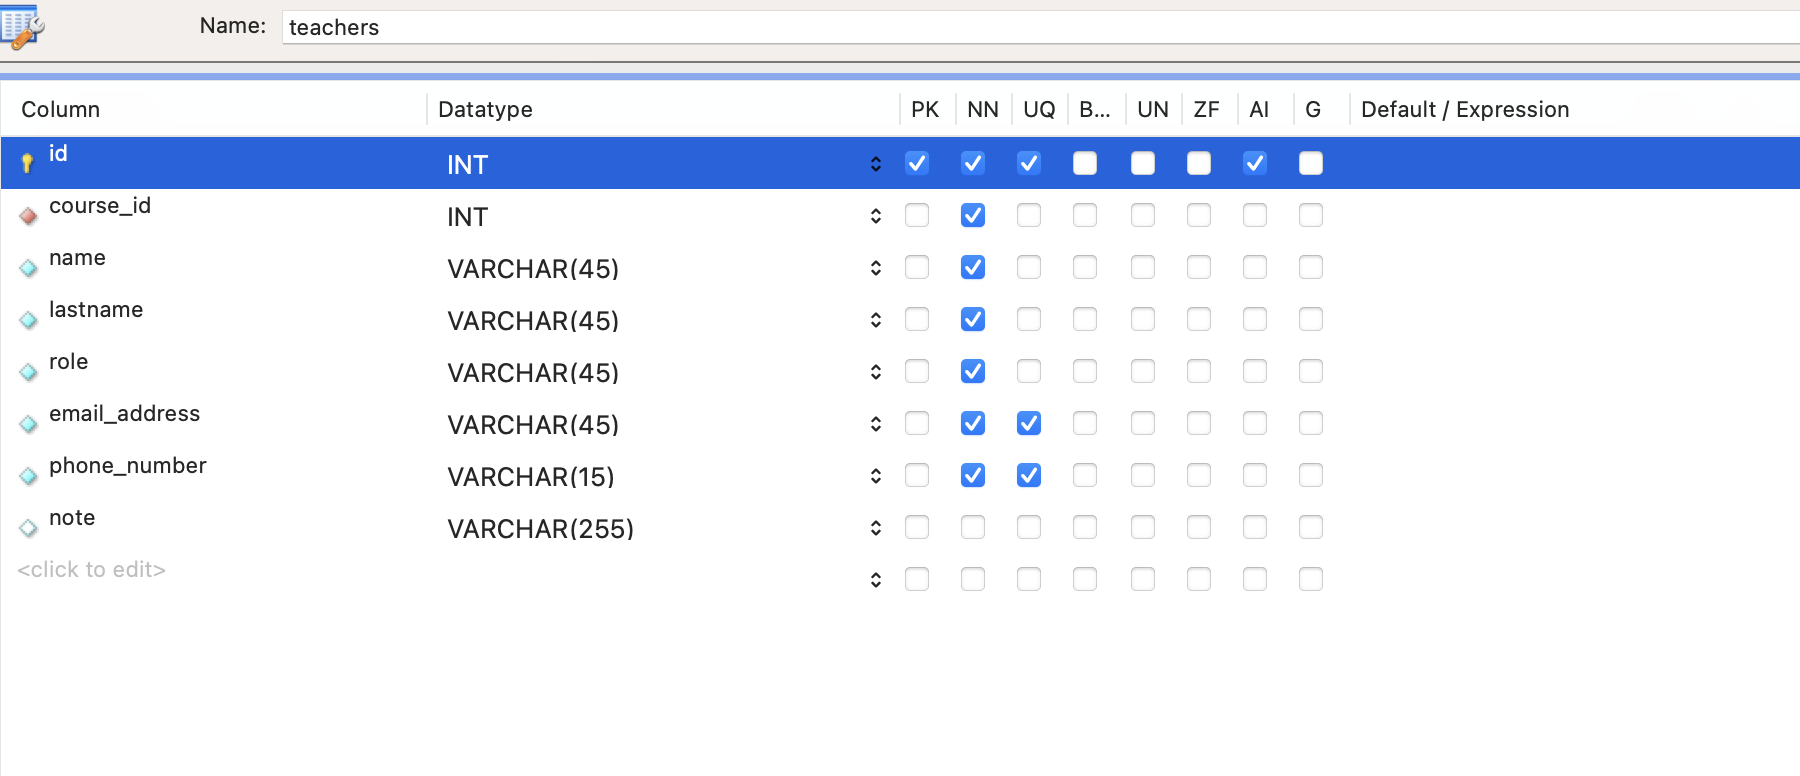 Name: teachers
Column Datatype PK NN UQ B... UN ZF AI G Default / Expression
id INT
course_id INT
name VARCHAR(45)
lastname VARCHAR(45)
role VARCHAR(45)
email_address VARCHAR(45)
phone_number VARCHAR(15)
note VARCHAR(255)
<click to edit>